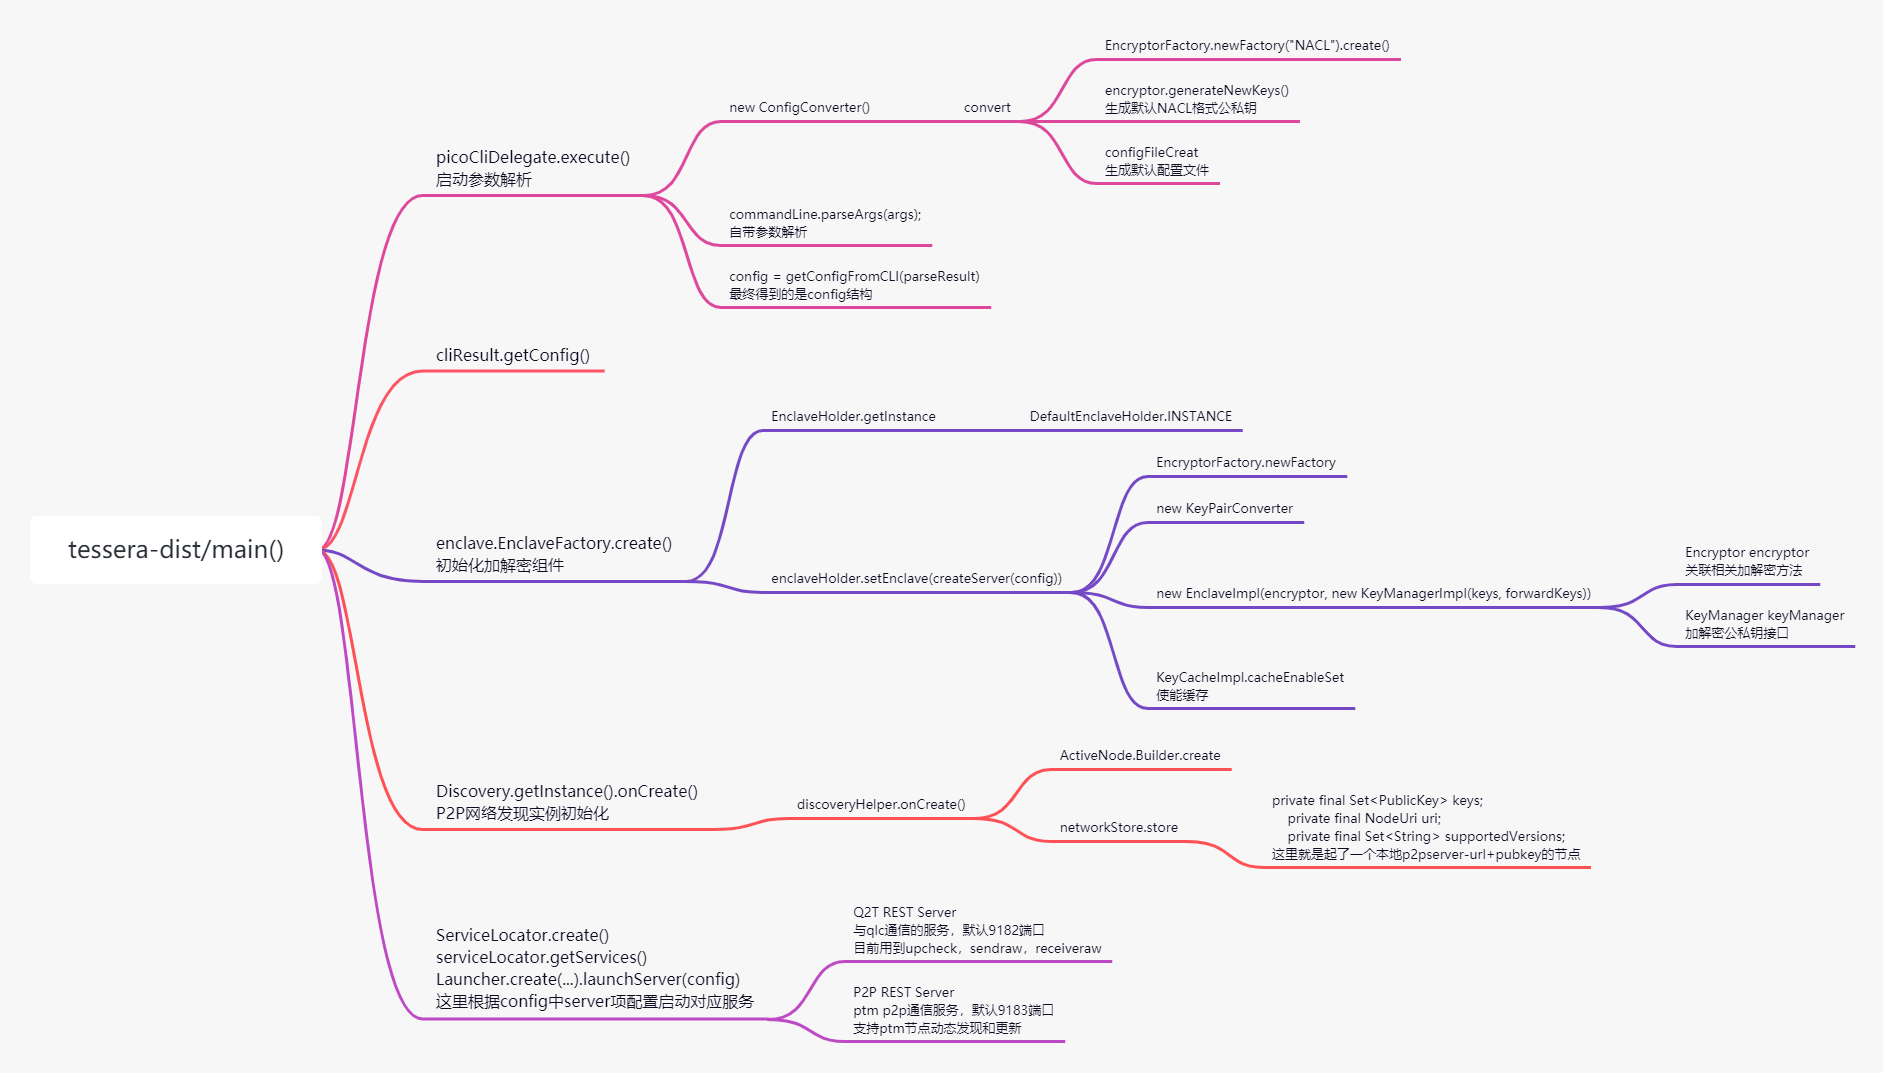 tessera-dist/main()
picoCliDelegate.execute()
启动参数解析
new ConfigConverter()
convert
EncryptorFactory.newFactory("NACL").create()
encryptor.generateNewKeys()
生成默认NACL格式公私钥
configFileCreat
生成默认配置文件
commandLine.parseArgs(args);
自带参数解析
config = getConfigFromCLI(parseResult)
最终得到的是config结构
cliResult.getConfig()
enclave.EnclaveFactory.create()
初始化加解密组件
EnclaveHolder.getInstance
DefaultEnclaveHolder.INSTANCE
enclaveHolder.setEnclave(createServer(config))
EncryptorFactory.newFactory
new KeyPairConverter
new EnclaveImpl(encryptor, new KeyManagerImpl(keys, forwardKeys))
Encryptor encryptor
关联相关加解密方法
KeyManager keyManager
加解密公私钥接口
KeyCacheImpl.cacheEnableSet
使能缓存
Discovery.getInstance().onCreate()
P2P网络发现实例初始化
discoveryHelper.onCreate()
ActiveNode.Builder.create
networkStore.store
private final Set<PublicKey> keys;
private final NodeUri uri;
private final Set<String> supportedVersions;
这里就是起了一个本地p2pserver-url+pubkey的节点
ServiceLocator.create()
serviceLocator.getServices()
Launcher.create(...).launchServer(config)
这里根据config中server项配置启动对应服务
Q2T REST Server
与qlc通信的服务，默认9182端口
目前用到upcheck，sendraw，receiveraw
P2P REST Server
ptm p2p通信服务，默认9183端口
支持ptm节点动态发现和更新